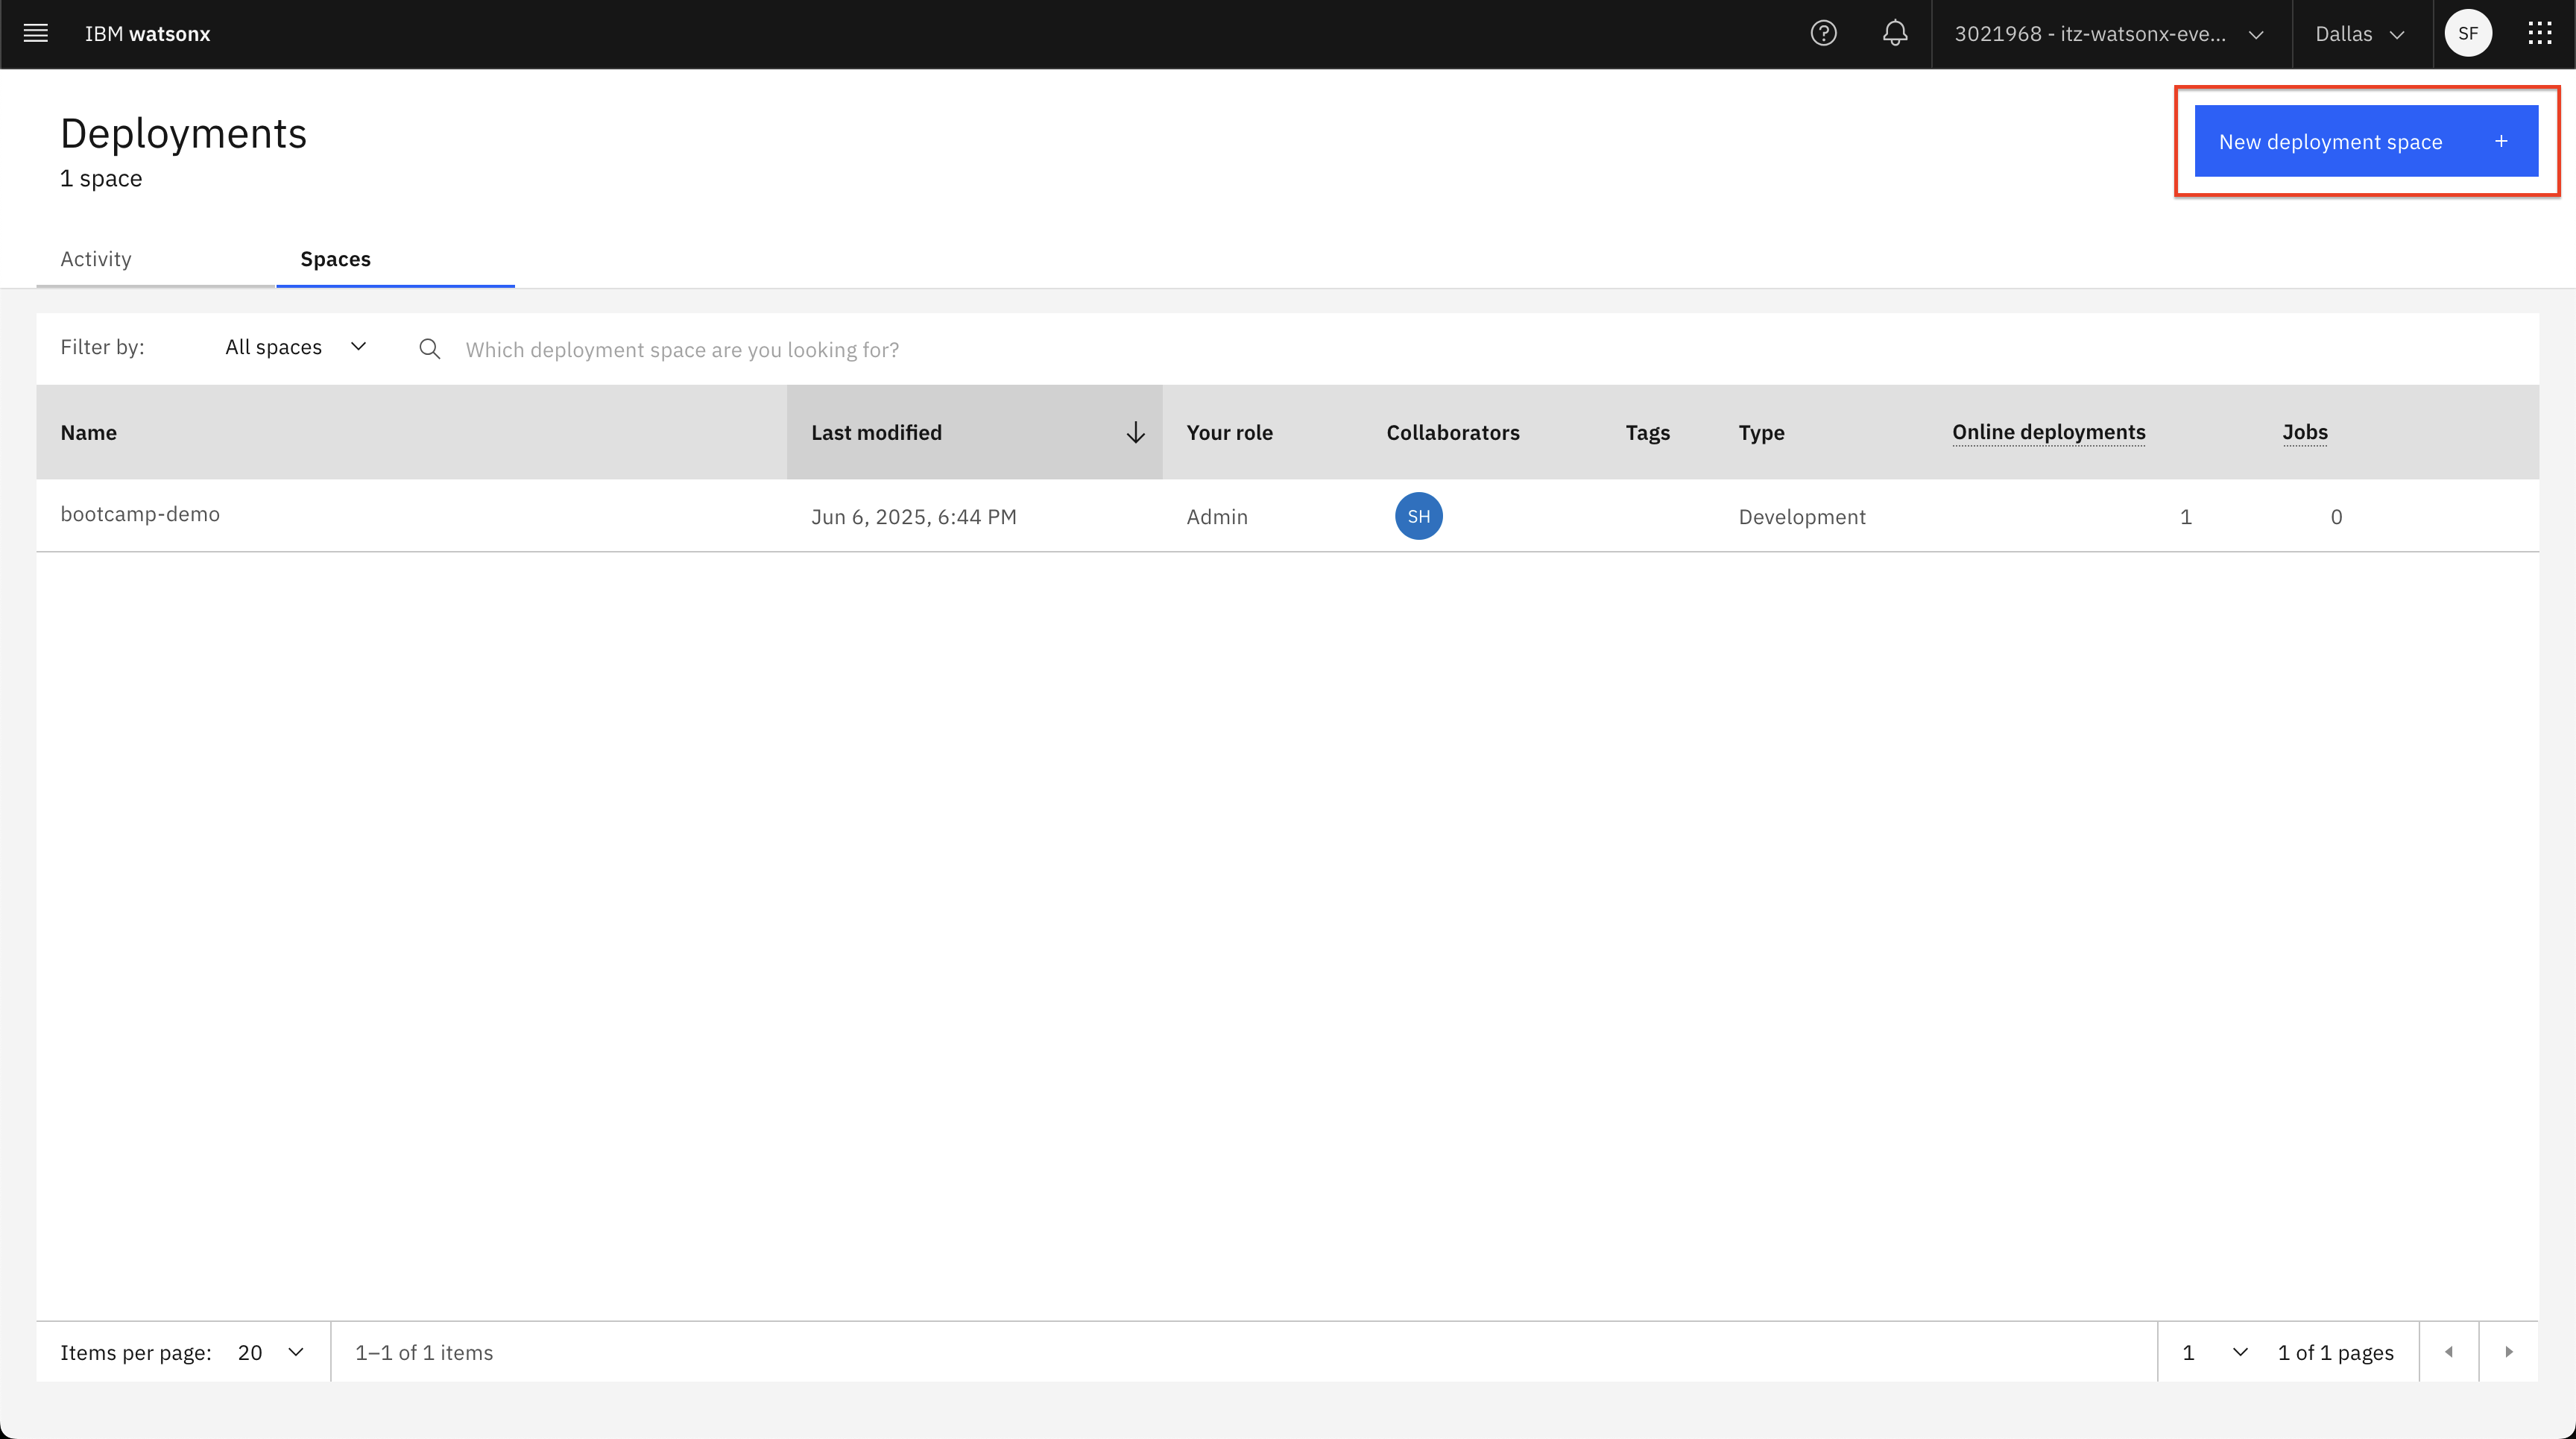 IBM watsonx
3021968 - itz-watsonx-eve...
Dallas
SF
Deployments
1 space
New deployment space +
Activity
Spaces
Filter by:
All spaces
Which deployment space are you looking for?
Name
Last modified
Your role
Collaborators
Tags
Type
Online deployments
Jobs
bootcamp-demo
Jun 6, 2025, 6:44 PM
Admin
SH
Development
1
0
Items per page: 20
1–1 of 1 items
1
1 of 1 pages